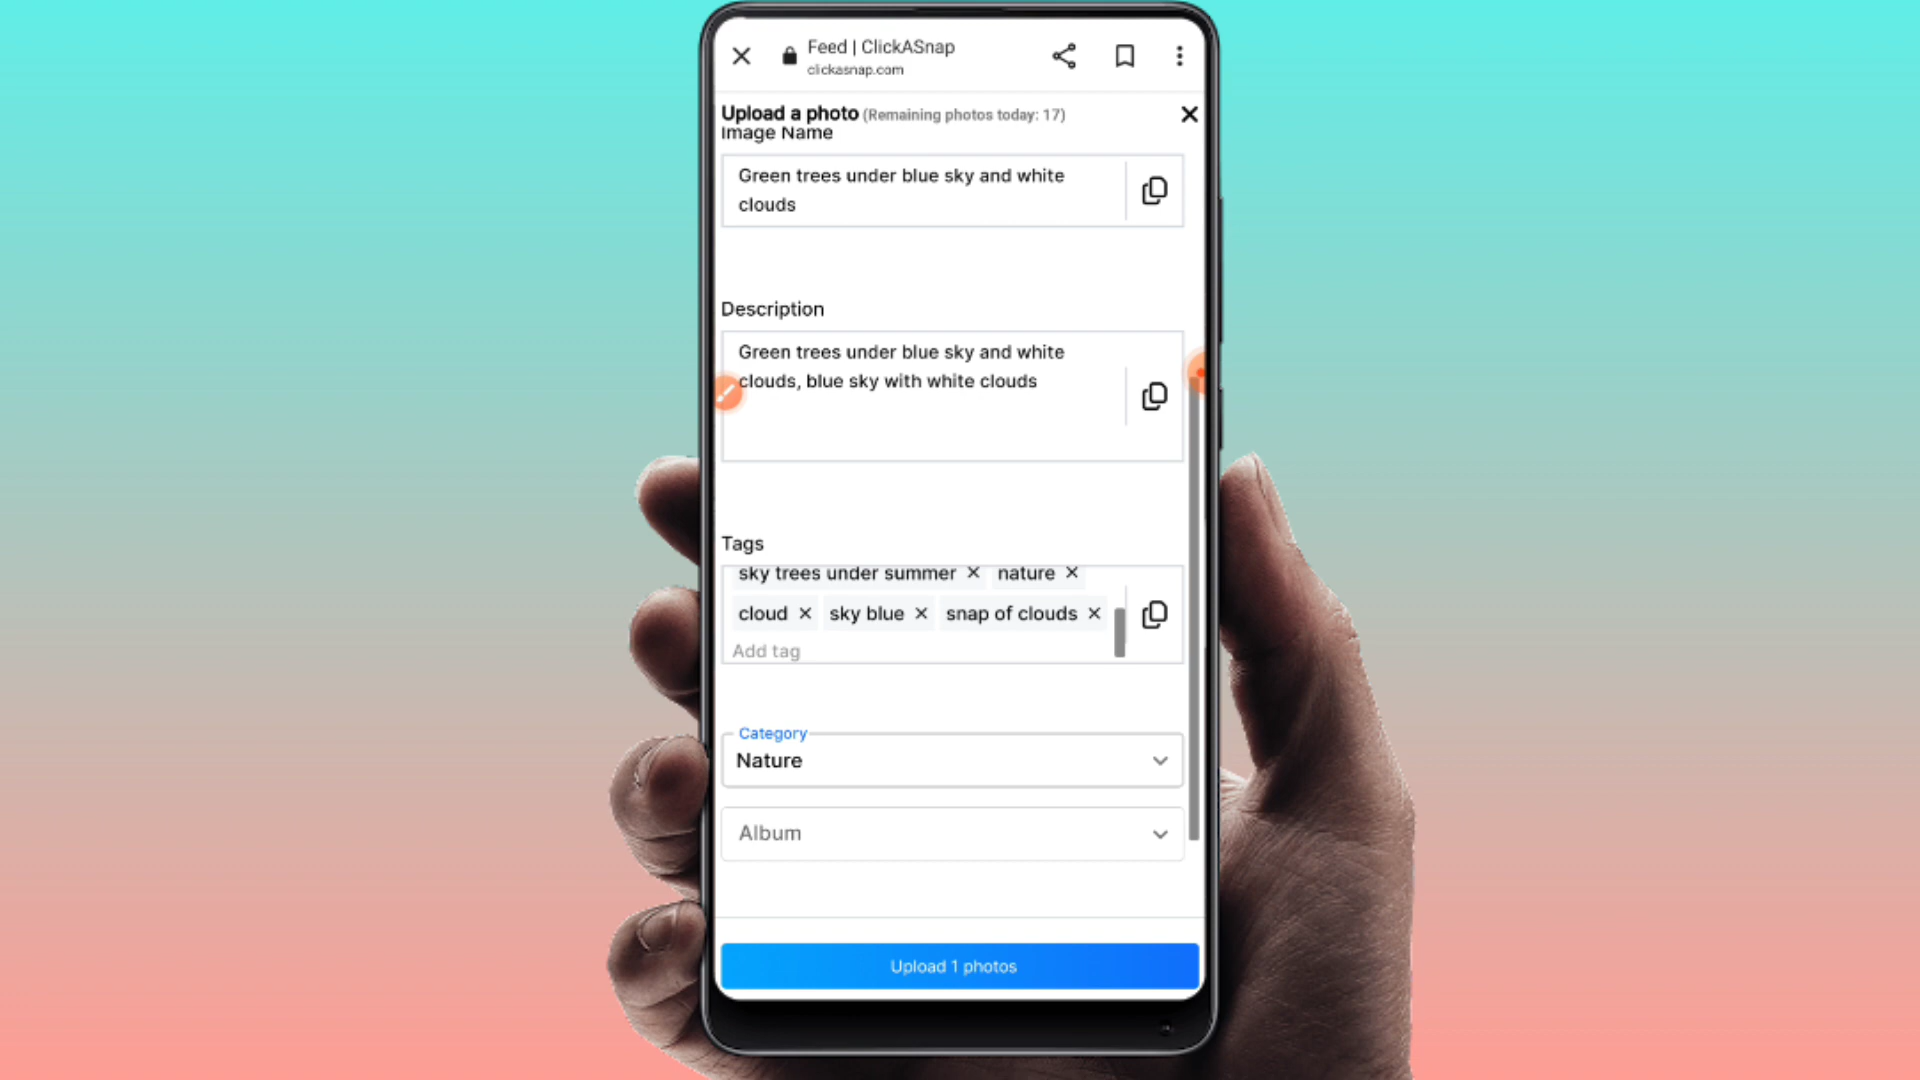 Feed | ClickASnap
clickasnap.com
Upload a photo (Remaining photos today: 17)
Image Name
Green trees under blue sky and white
clouds
Description
Green trees under blue sky and white
clouds, blue sky with white clouds
Tags
sky trees under summer × nature ×
cloud × sky blue × snap of clouds ×
Add tag
Category
Nature
Album
Upload 1 photos